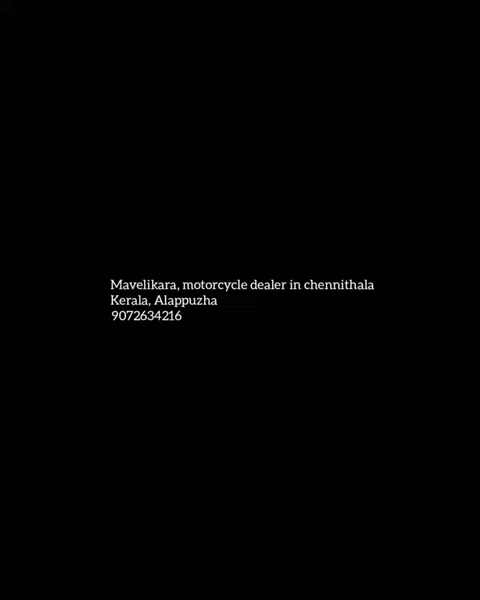 Mavelikara, motorcycle dealer in chennithala
Kerala, Alappuzha
9072634216